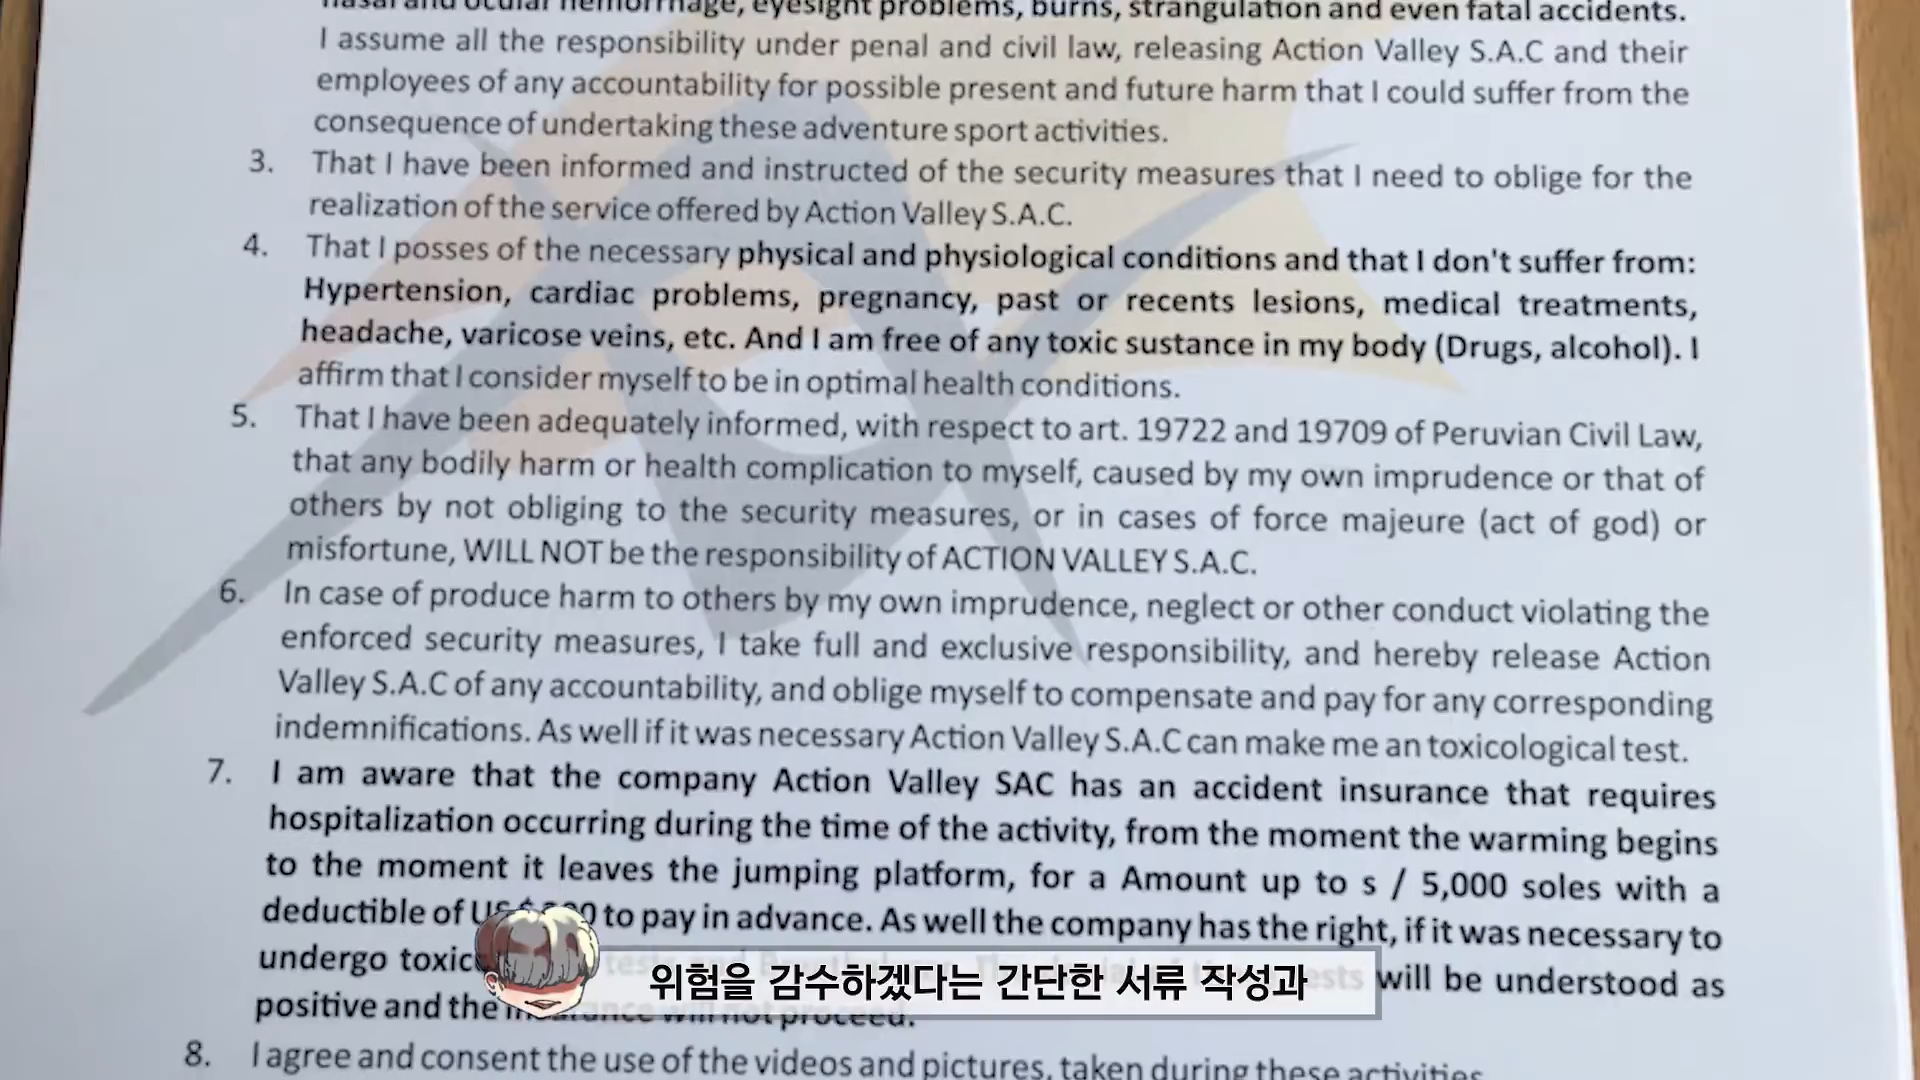 nasal and ocular hemorrhage, eyesight problems, burns, strangulation and even fatal accidents.
I assume all the responsibility under penal and civil law, releasing Action Valley S.A.C and their
employees of any accountability for possible present and future harm that I could suffer from the
consequence of undertaking these adventure sport activities.
3. That I have been informed and instructed of the security measures that I need to oblige for the
realization of the service offered by Action Valley S.A.C.
4. That I posses of the necessary physical and physiological conditions and that I don't suffer from:
Hypertension, cardiac problems, pregnancy, past or recents lesions, medical treatments,
headache, varicose veins, etc. And I am free of any toxic sustance in my body (Drugs, alcohol). I
affirm that I consider myself to be in optimal health conditions.
5. That I have been adequately informed, with respect to art. 19722 and 19709 of Peruvian Civil Law,
that any bodily harm or health complication to myself, caused by my own imprudence or that of
others by not obliging to the security measures, or in cases of force majeure (act of god) or
misfortune, WILL NOT be the responsibility of ACTION VALLEY S.A.C.
6. In case of produce harm to others by my own imprudence, neglect or other conduct violating the
enforced security measures, I take full and exclusive responsibility, and hereby release Action
Valley S.A.C of any accountability, and oblige myself to compensate and pay for any corresponding
indemnifications. As well if it was necessary Action Valley S.A.C can make me an toxicological test.
7. I am aware that the company Action Valley SAC has an accident insurance that requires
hospitalization occurring during the time of the activity, from the moment the warming begins
to the moment it leaves the jumping platform, for a Amount up to s / 5,000 soles with a
deductible of to pay in advance. As well the company has the right, if it was necessary to
undergo will be understood as
positive and the will not proceed.
위험을 감수하겠다는 간단한 서류 작성과
8. I agree and consent the use of the videos and pictures, taken during these activities